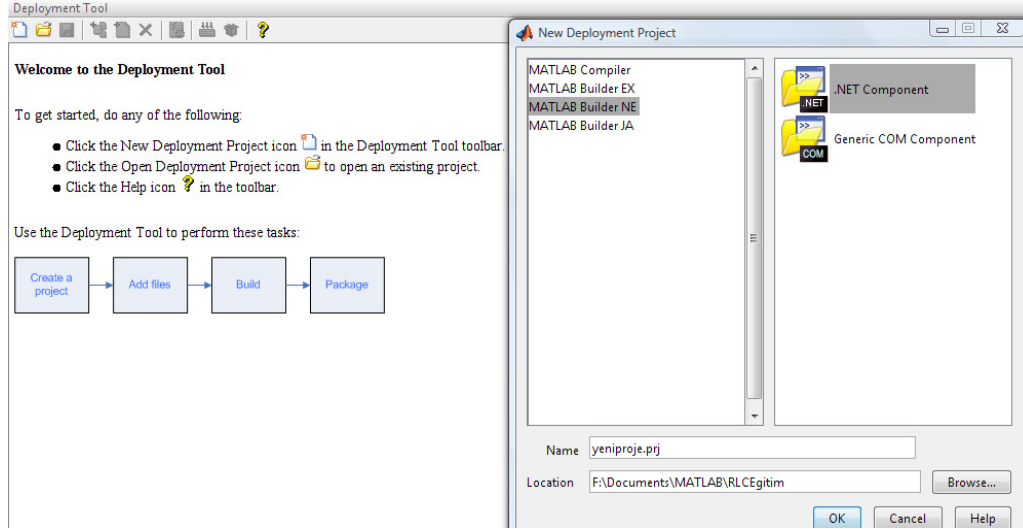 Deployment Tool
Welcome to the Deployment Tool
To get started, do any of the following:
Click the New Deployment Project icon in the Deployment Tool toolbar.
Click the Open Deployment Project icon to open an existing project.
Click the Help icon ? in the toolbar.
Use the Deployment Tool to perform these tasks:
Create a
project
Add files
Build
Package
New Deployment Project
MATLAB Compiler
MATLAB Builder EX
MATLAB Builder NE
MATLAB Builder JA
.NET
.NET Component
COM
Generic COM Component
Name yeniproje.prj
Location F:\Documents\MATLAB\RLCEgitim
Browse...
OK Cancel Help